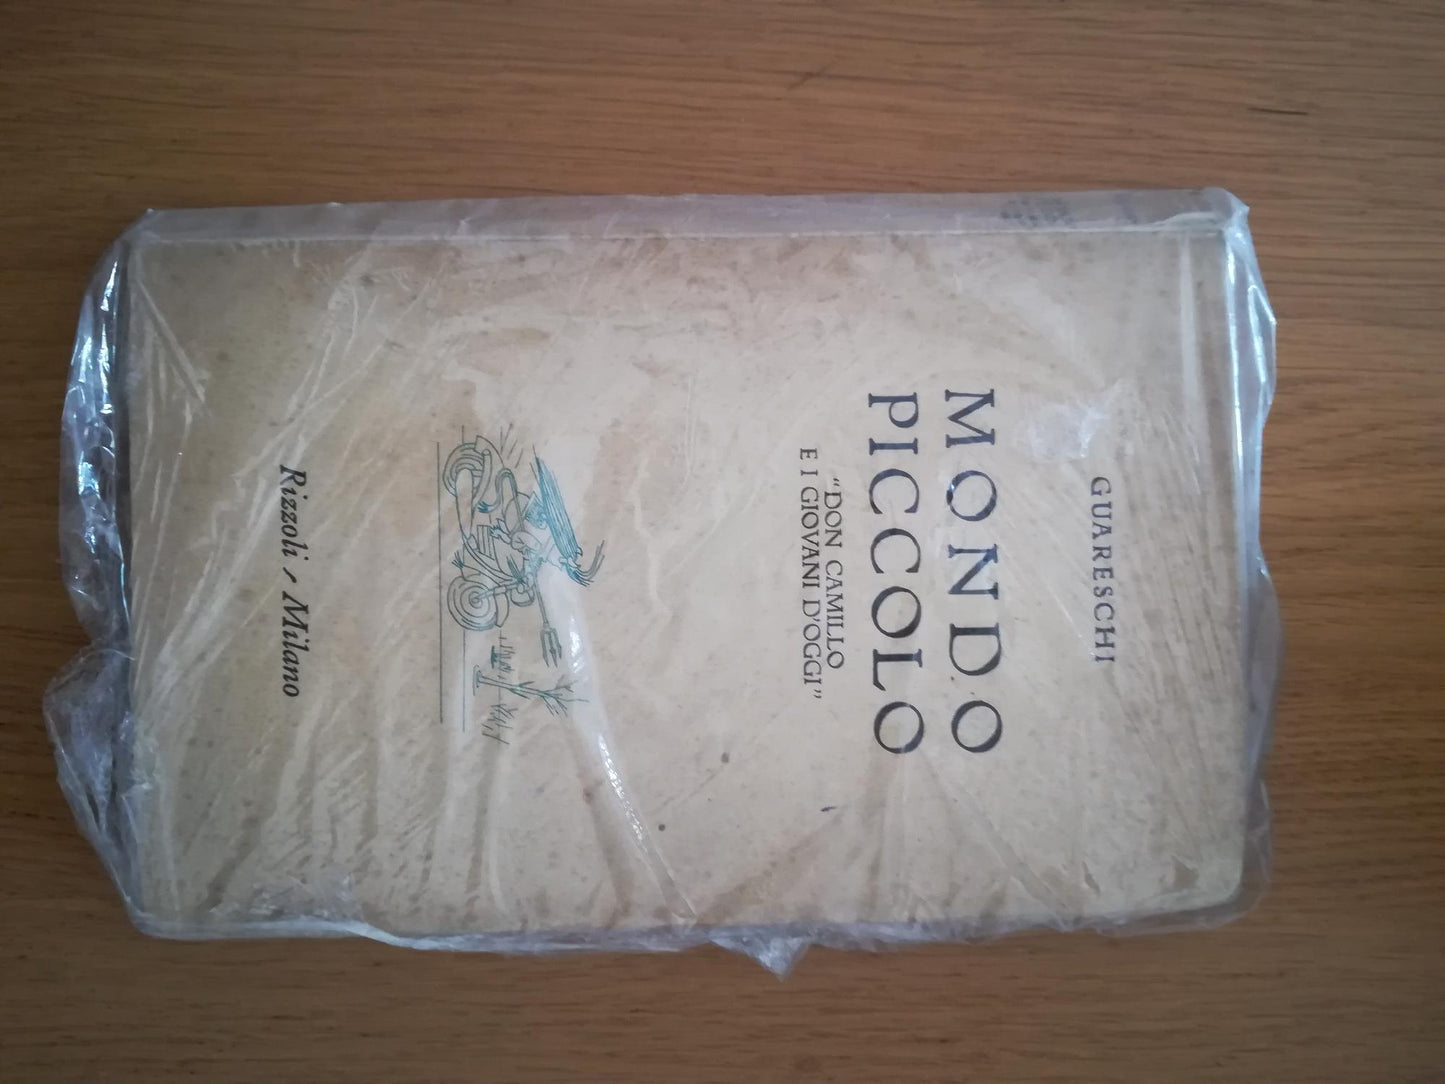 GUARESCHI
MONDO
PICCOLO
"DON CAMILLO
E I GIOVANI D'OGGI"
Rizzoli - Milano